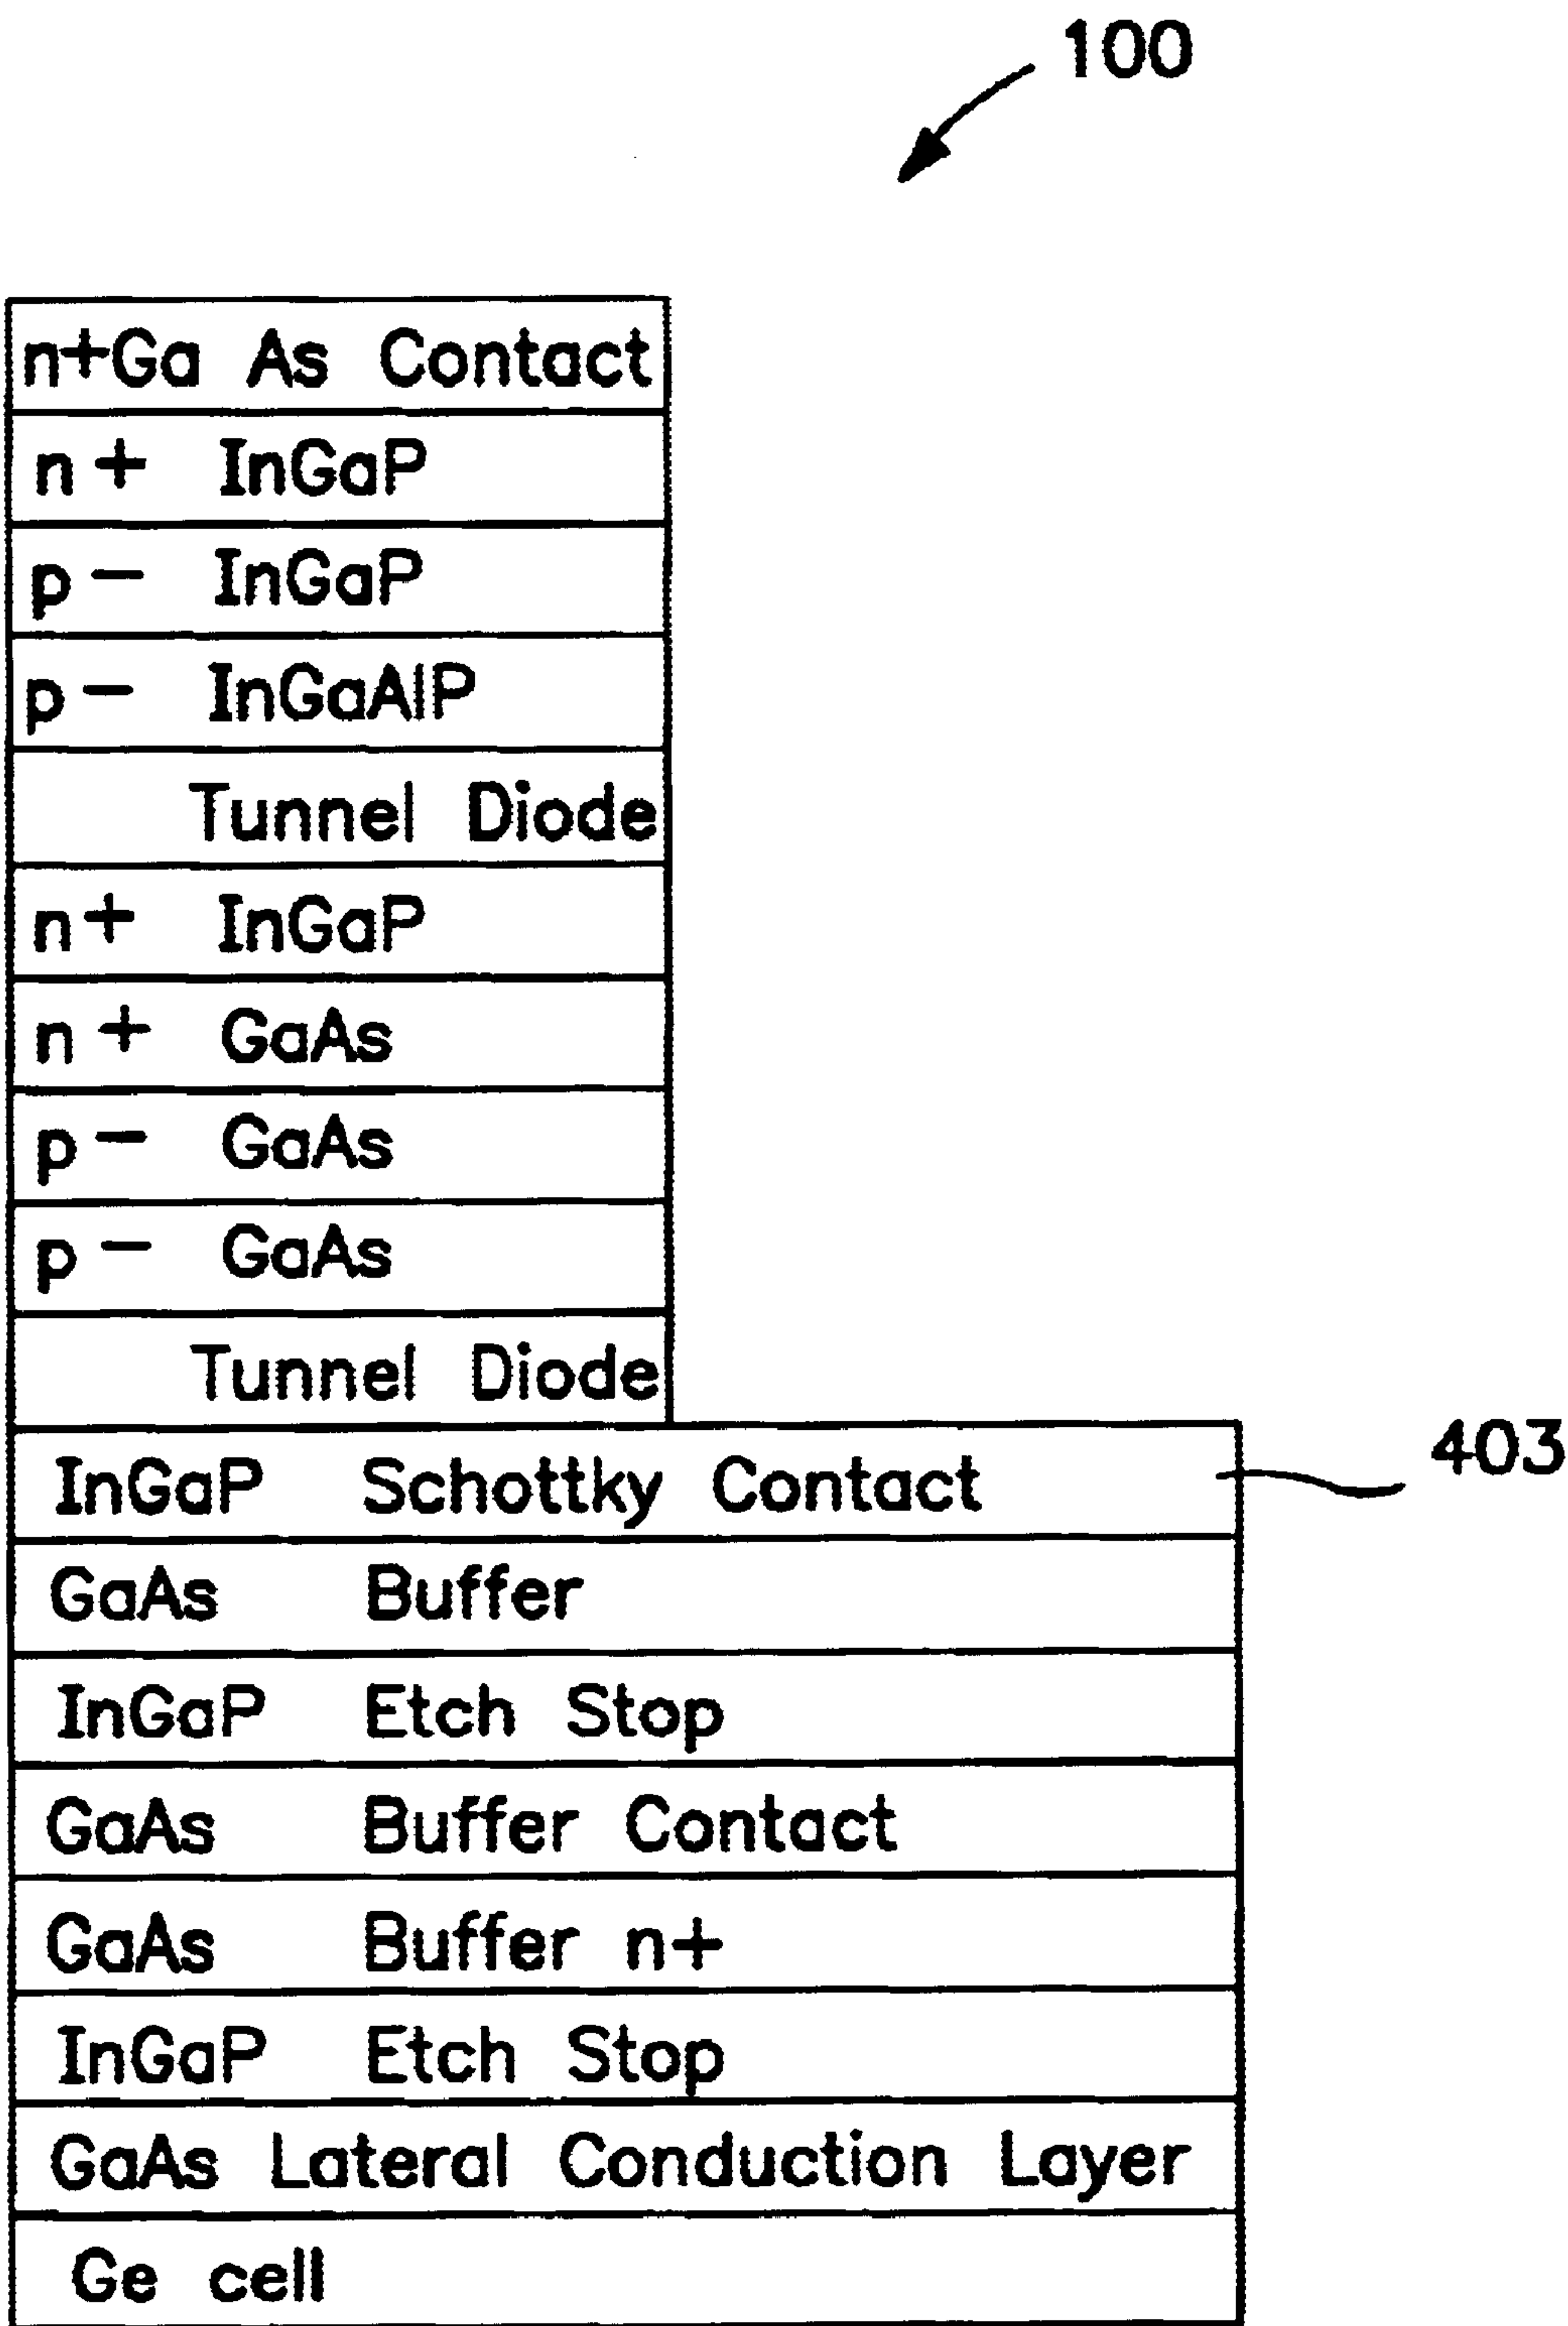 100
n+Ga As Contact
n+ InGaP
p- InGaP
p- InGaAlP
Tunnel Diode
n+ InGaP
n+ GaAs
p- GaAs
p- GaAs
Tunnel Diode
InGaP Schottky Contact
403
GaAs Buffer
InGaP Etch Stop
GaAs Buffer Contact
GaAs Buffer n+
InGaP Etch Stop
GaAs Lateral Conduction Layer
Ge cell